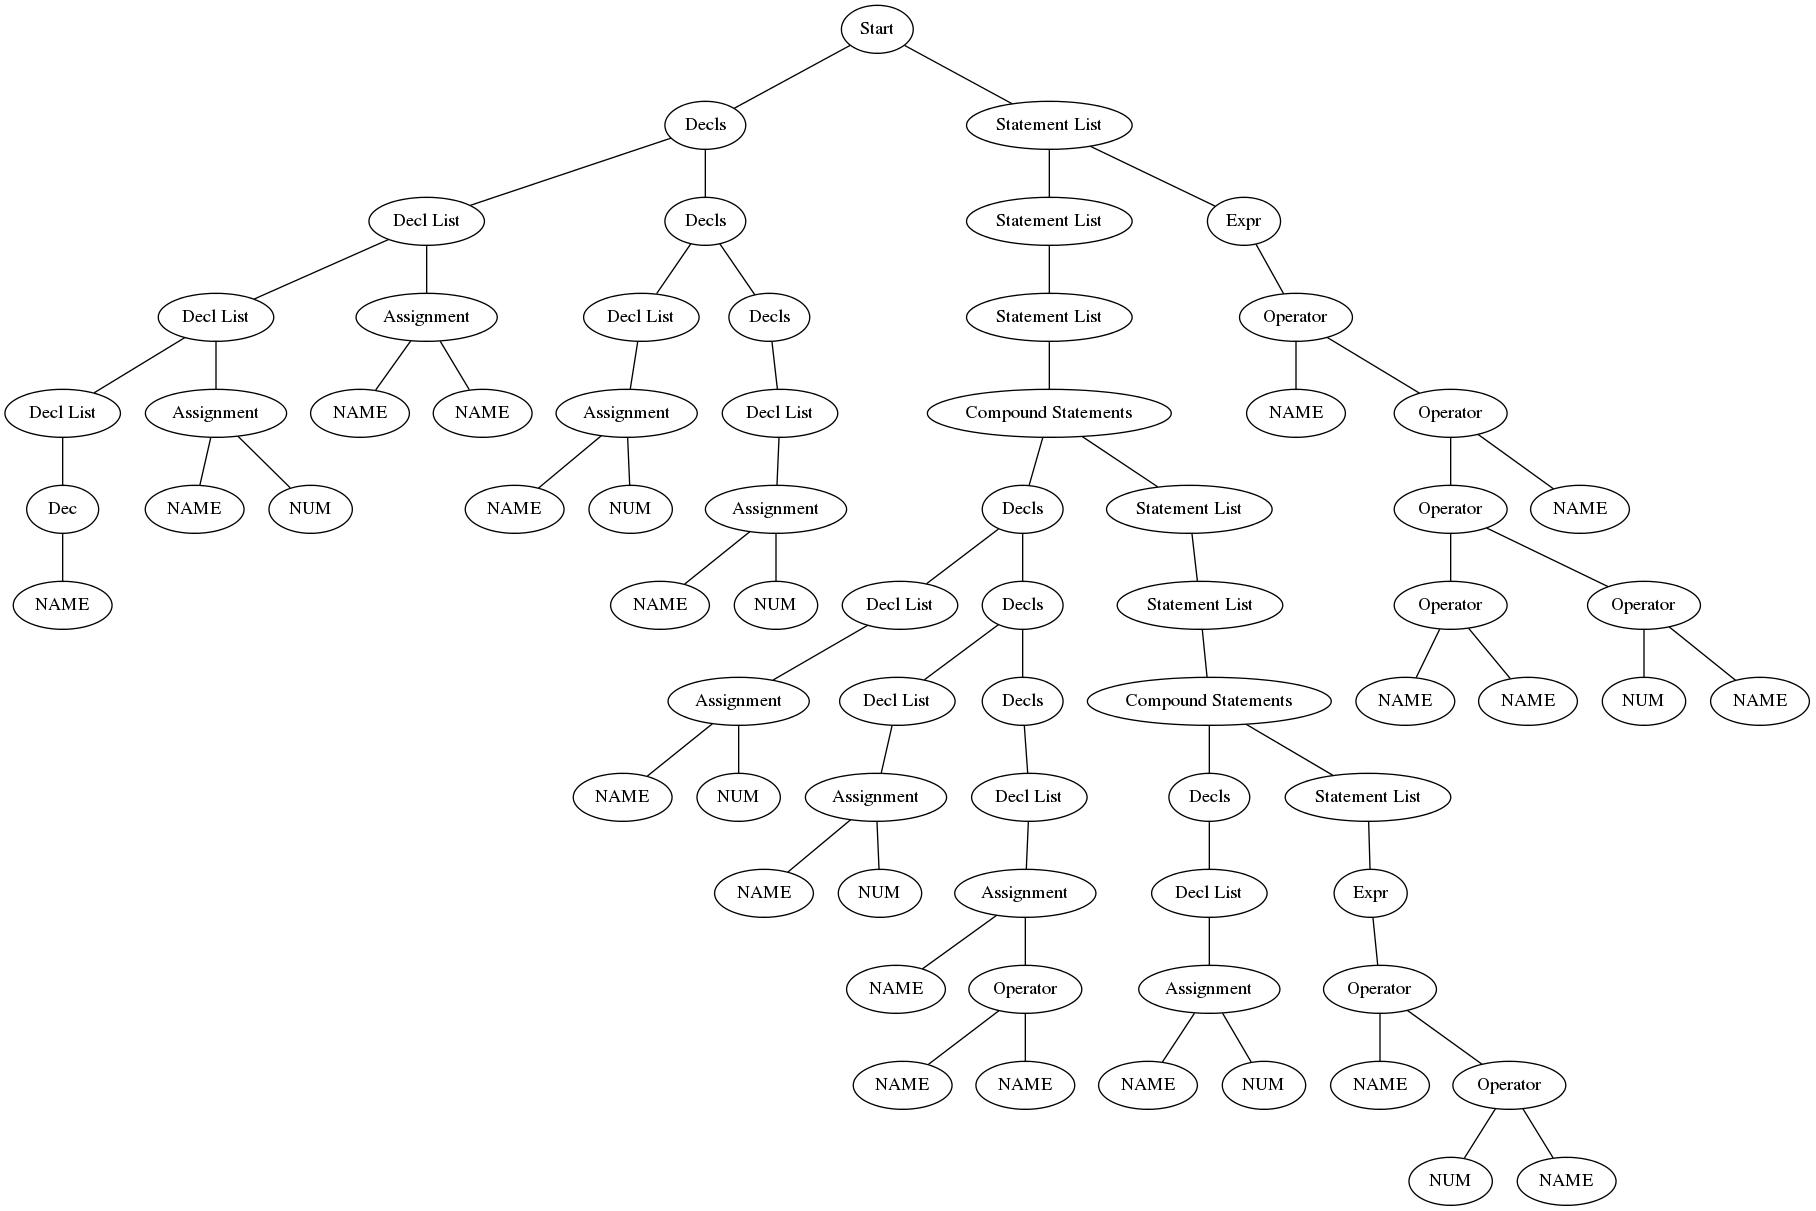 Start
Decls Statement List
Decl List Decls Statement List Expr
Decl List Assignment Decl List Decls Statement List Operator
Decl List Assignment NAME NAME Assignment Decl List Compound Statements NAME Operator
Dec NAME NUM NAME NUM Assignment Decls Statement List Operator NAME
NAME NAME NUM Decl List Decls Statement List Operator Operator
Assignment Decl List Decls Compound Statements NAME NAME NUM NAME
NAME NUM Assignment Decl List Decls Statement List
NAME NUM Assignment Decl List Expr
NAME Operator Assignment Operator
NAME NAME NAME NUM NAME Operator
NUM NAME